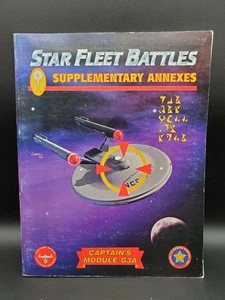 STAR FLEET BATTLES
SUPPLEMENTARY ANNEXES
CAPTAIN'S
MODULE G3A